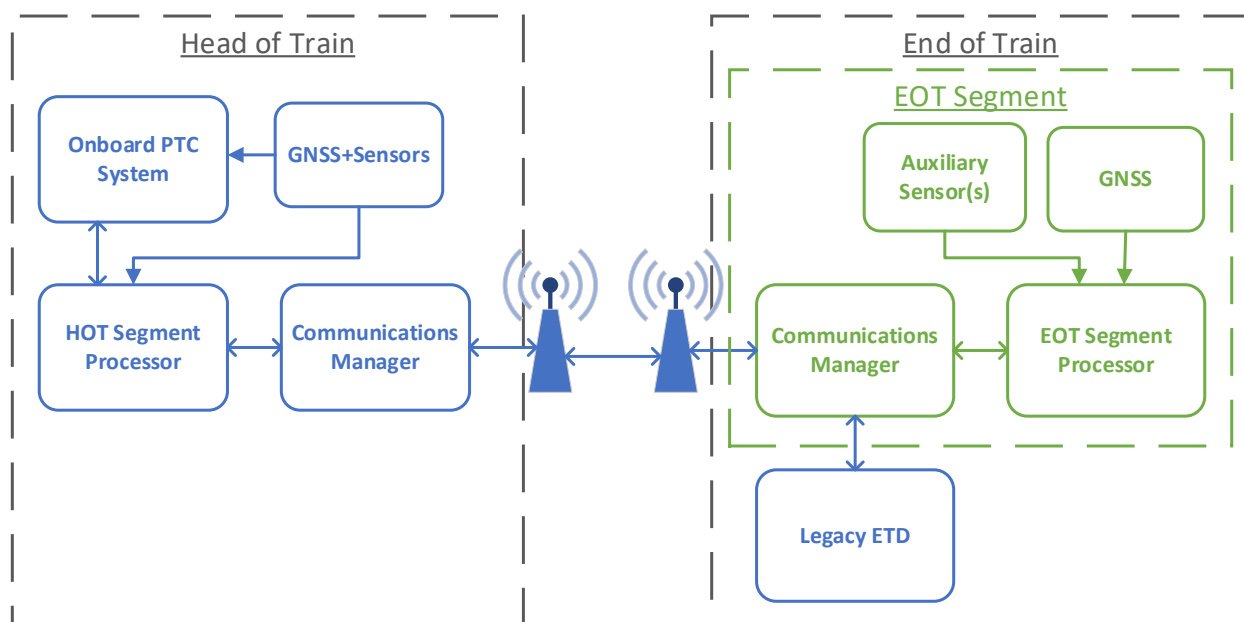 Head of Train
Onboard PTC
System
GNSS+Sensors
HOT Segment
Processor
Communications
Manager
End of Train
EOT Segment
Auxiliary
Sensor(s)
GNSS
Communications
Manager
EOT Segment
Processor
Legacy ETD